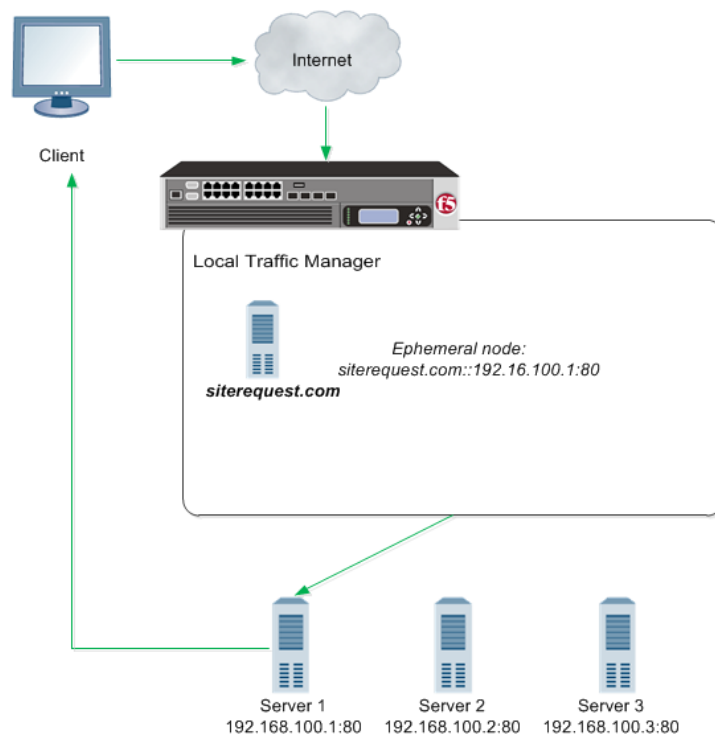 Internet
Client
f5
Local Traffic Manager
Ephemeral node:
siterequest.com::192.16.100.1:80
siterequest.com
Server 1
192.168.100.1:80
Server 2
192.168.100.2:80
Server 3
192.168.100.3:80